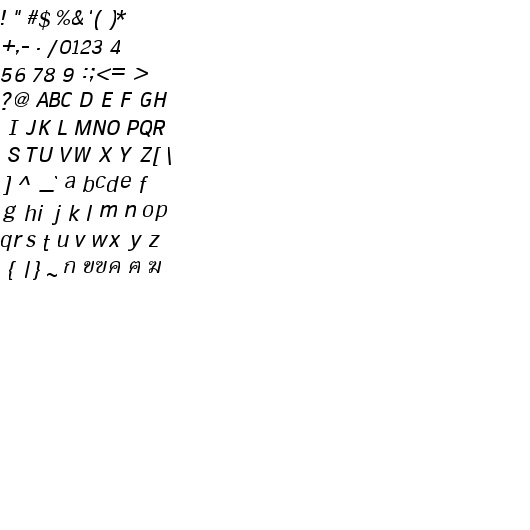 ! " #$ %& '( )*
+,- . /0123 4
56 78 9 :;<= >
?@ ABC D E F GH
I JK L MNO PQR
S TU VW X Y Z[ \
] ^ _` a bcde f
g hi j k l m n op
qr s t u v wx y z
{ |} ~ ก ขฃค ฅ ฆ